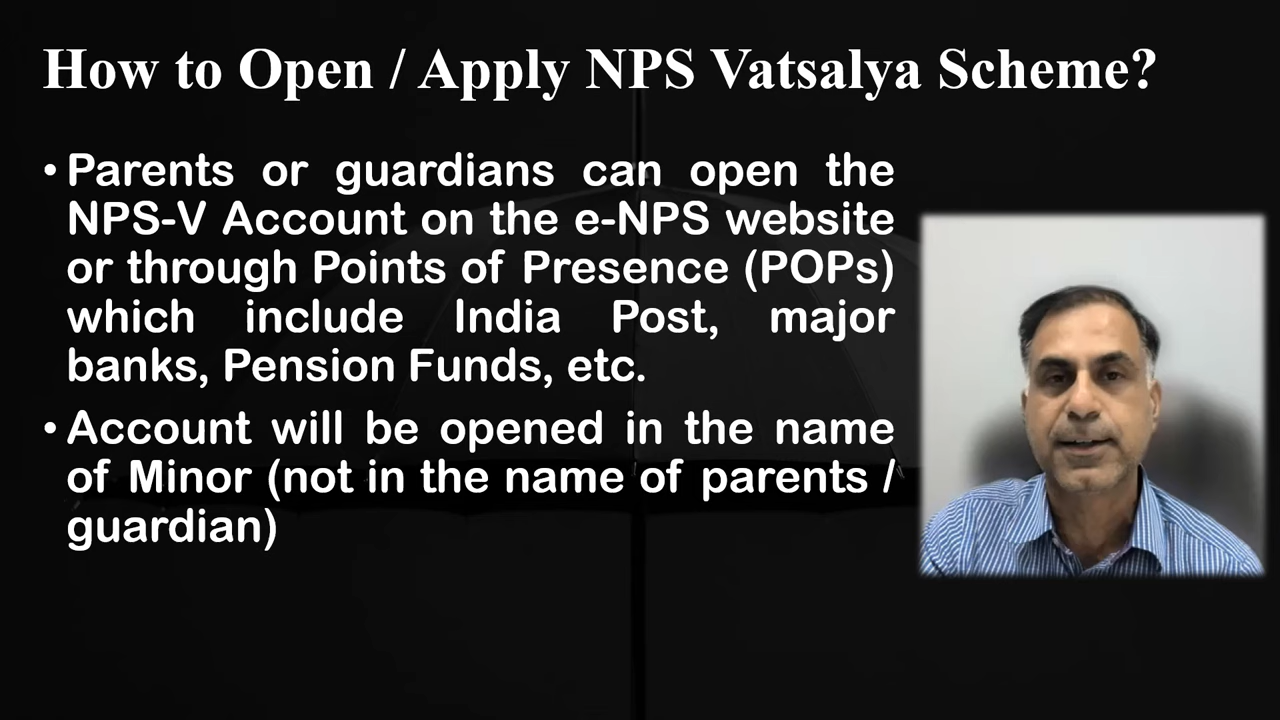 How to Open / Apply NPS Vatsalya Scheme?
• Parents or guardians can open the
NPS-V Account on the e-NPS website
or through Points of Presence (POPs)
which include India Post, major
banks, Pension Funds, etc.
• Account will be opened in the name
of Minor (not in the name of parents /
guardian)